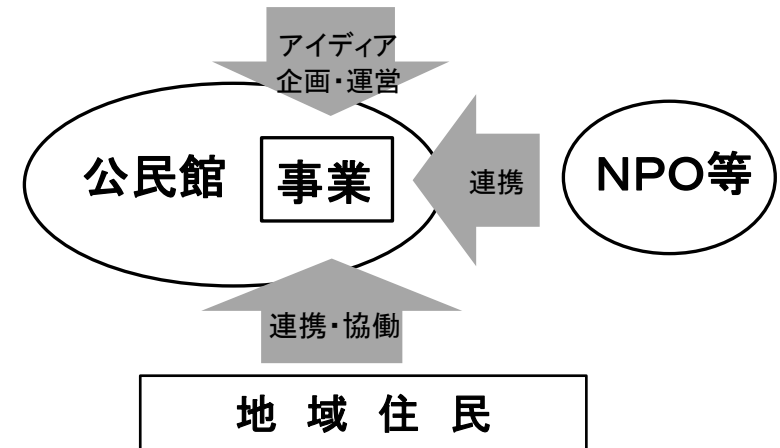 アイディア
企画・運営
公民館
事業
連携
NPO等
連携・協働
地域住民